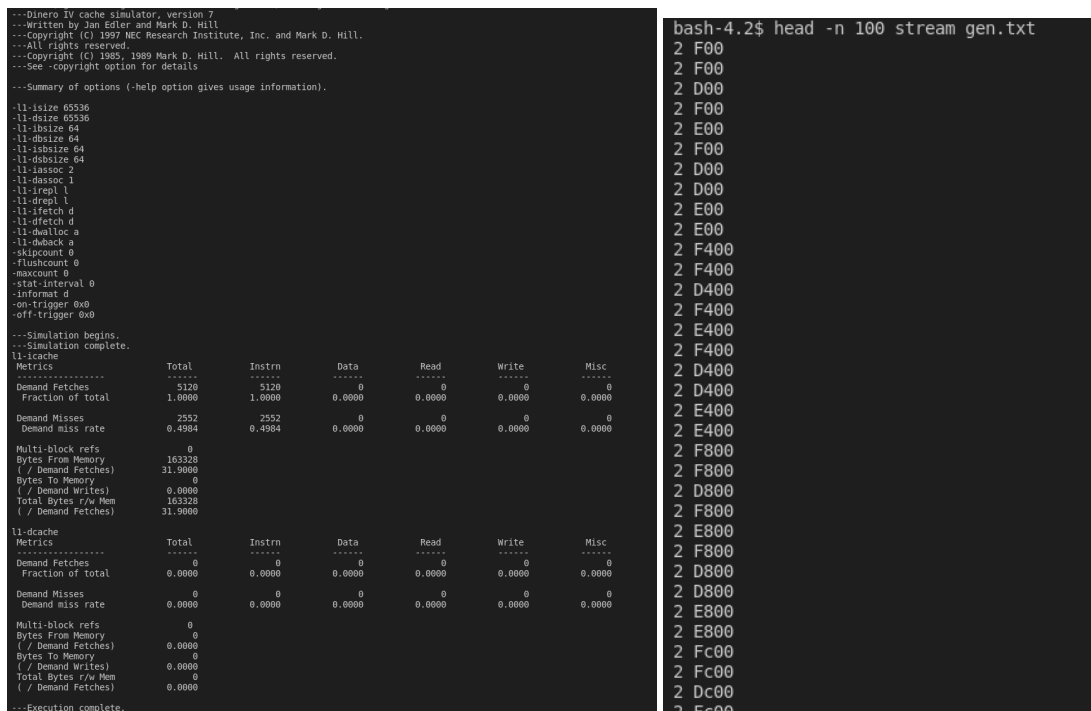 ---Dinero IV cache simulator, version 7
---Written by Jan Edler and Mark D. Hill
---Copyright (C) 1997 NEC Research Institute, Inc. and Mark D. Hill.
---All rights reserved.
---Copyright (C) 1985, 1989 Mark D. Hill.  All rights reserved.
---See -copyright option for details
---Summary of options (-help option gives usage information).
-l1-isize 65536
-l1-dsize 65536
-l1-ibsize 64
-l1-dbsize 64
-l1-isbsize 64
-l1-dsbsize 64
-l1-iassoc 2
-l1-dassoc 1
-l1-irepl l
-l1-drepl l
-l1-ifetch d
-l1-dfetch d
-l1-dwalloc a
-l1-dwback a
-skipcount 0
-flushcount 0
-maxcount 0
-stat-interval 0
-informat d
-on-trigger 0x0
-off-trigger 0x0
---Simulation begins.
---Simulation complete.
l1-icache
Metrics Total Instrn Data Read Write Misc
----------------- ------ ------ ------ ------ ------ ------
Demand Fetches 5120 5120 0 0 0 0
Fraction of total 1.0000 1.0000 0.0000 0.0000 0.0000 0.0000
Demand Misses 2552 2552 0 0 0 0
Demand miss rate 0.4984 0.4984 0.0000 0.0000 0.0000 0.0000
Multi-block refs 0
Bytes From Memory 163328
( / Demand Fetches) 31.9000
Bytes To Memory 0
( / Demand Writes) 0.0000
Total Bytes r/w Mem 163328
( / Demand Fetches) 31.9000
l1-dcache
Metrics Total Instrn Data Read Write Misc
----------------- ------ ------ ------ ------ ------ ------
Demand Fetches 0 0 0 0 0 0
Fraction of total 0.0000 0.0000 0.0000 0.0000 0.0000 0.0000
Demand Misses 0 0 0 0 0 0
Demand miss rate 0.0000 0.0000 0.0000 0.0000 0.0000 0.0000
Multi-block refs 0
Bytes From Memory 0
( / Demand Fetches) 0.0000
Bytes To Memory 0
( / Demand Writes) 0.0000
Total Bytes r/w Mem 0
( / Demand Fetches) 0.0000
---Execution complete.
bash-4.2$ head -n 100 stream gen.txt
2 F00
2 F00
2 D00
2 F00
2 E00
2 F00
2 D00
2 D00
2 E00
2 E00
2 F400
2 F400
2 D400
2 F400
2 E400
2 F400
2 D400
2 D400
2 E400
2 E400
2 F800
2 F800
2 D800
2 F800
2 E800
2 F800
2 D800
2 D800
2 E800
2 E800
2 Fc00
2 Fc00
2 Dc00